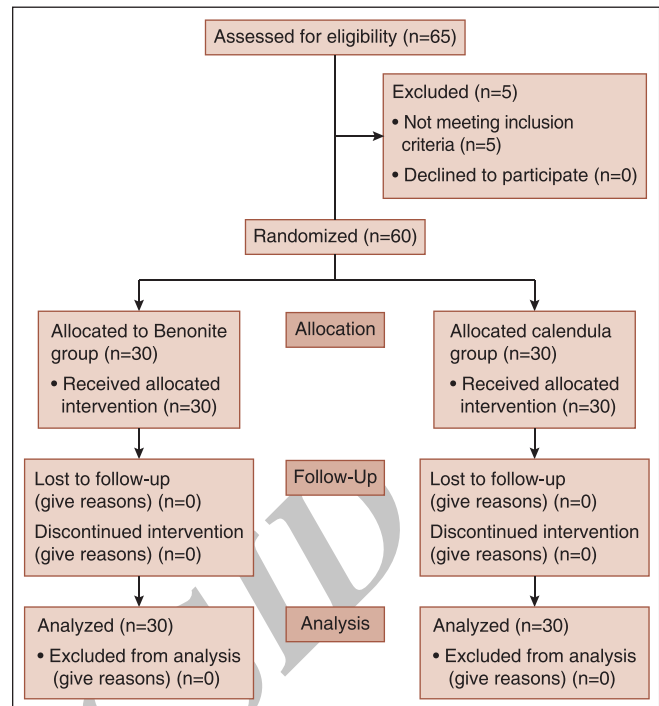 Assessed for eligibility (n=65)
Excluded (n=5)
• Not meeting inclusion
criteria (n=5)
• Declined to participate (n=0)
Randomized (n=60)
Allocation
Allocated to Benonite
group (n=30)
• Received allocated
intervention (n=30)
Allocated calendula
group (n=30)
• Received allocated
intervention (n=30)
Follow-Up
Lost to follow-up
(give reasons) (n=0)
Discontinued intervention
(give reasons) (n=0)
Lost to follow-up
(give reasons) (n=0)
Discontinued intervention
(give reasons) (n=0)
Analysis
Analyzed (n=30)
• Excluded from analysis
(give reasons) (n=0)
Analyzed (n=30)
• Excluded from analysis
(give reasons) (n=0)